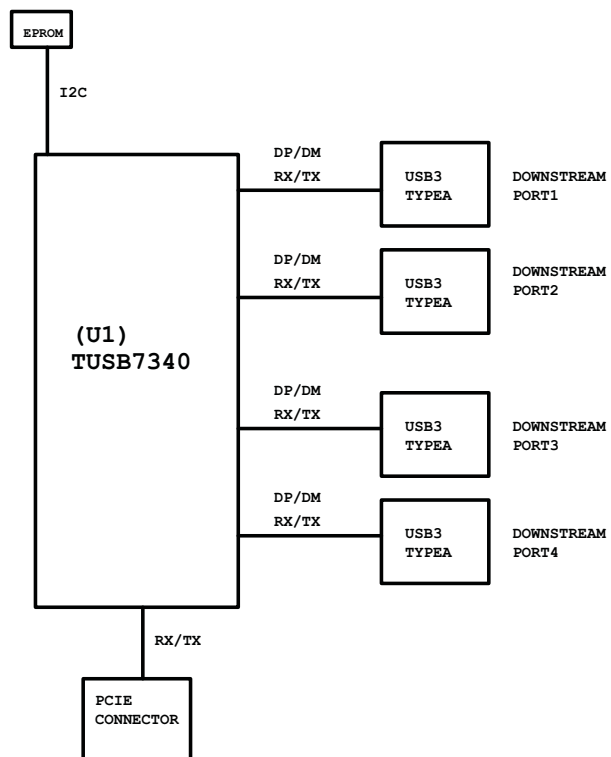 EPROM
I2C
DP/DM
RX/TX
USB3
TYPEA
DOWNSTREAM
PORT1
DP/DM
RX/TX
USB3
TYPEA
DOWNSTREAM
PORT2
(U1)
TUSB7340
DP/DM
RX/TX
USB3
TYPEA
DOWNSTREAM
PORT3
DP/DM
RX/TX
USB3
TYPEA
DOWNSTREAM
PORT4
RX/TX
PCIE
CONNECTOR